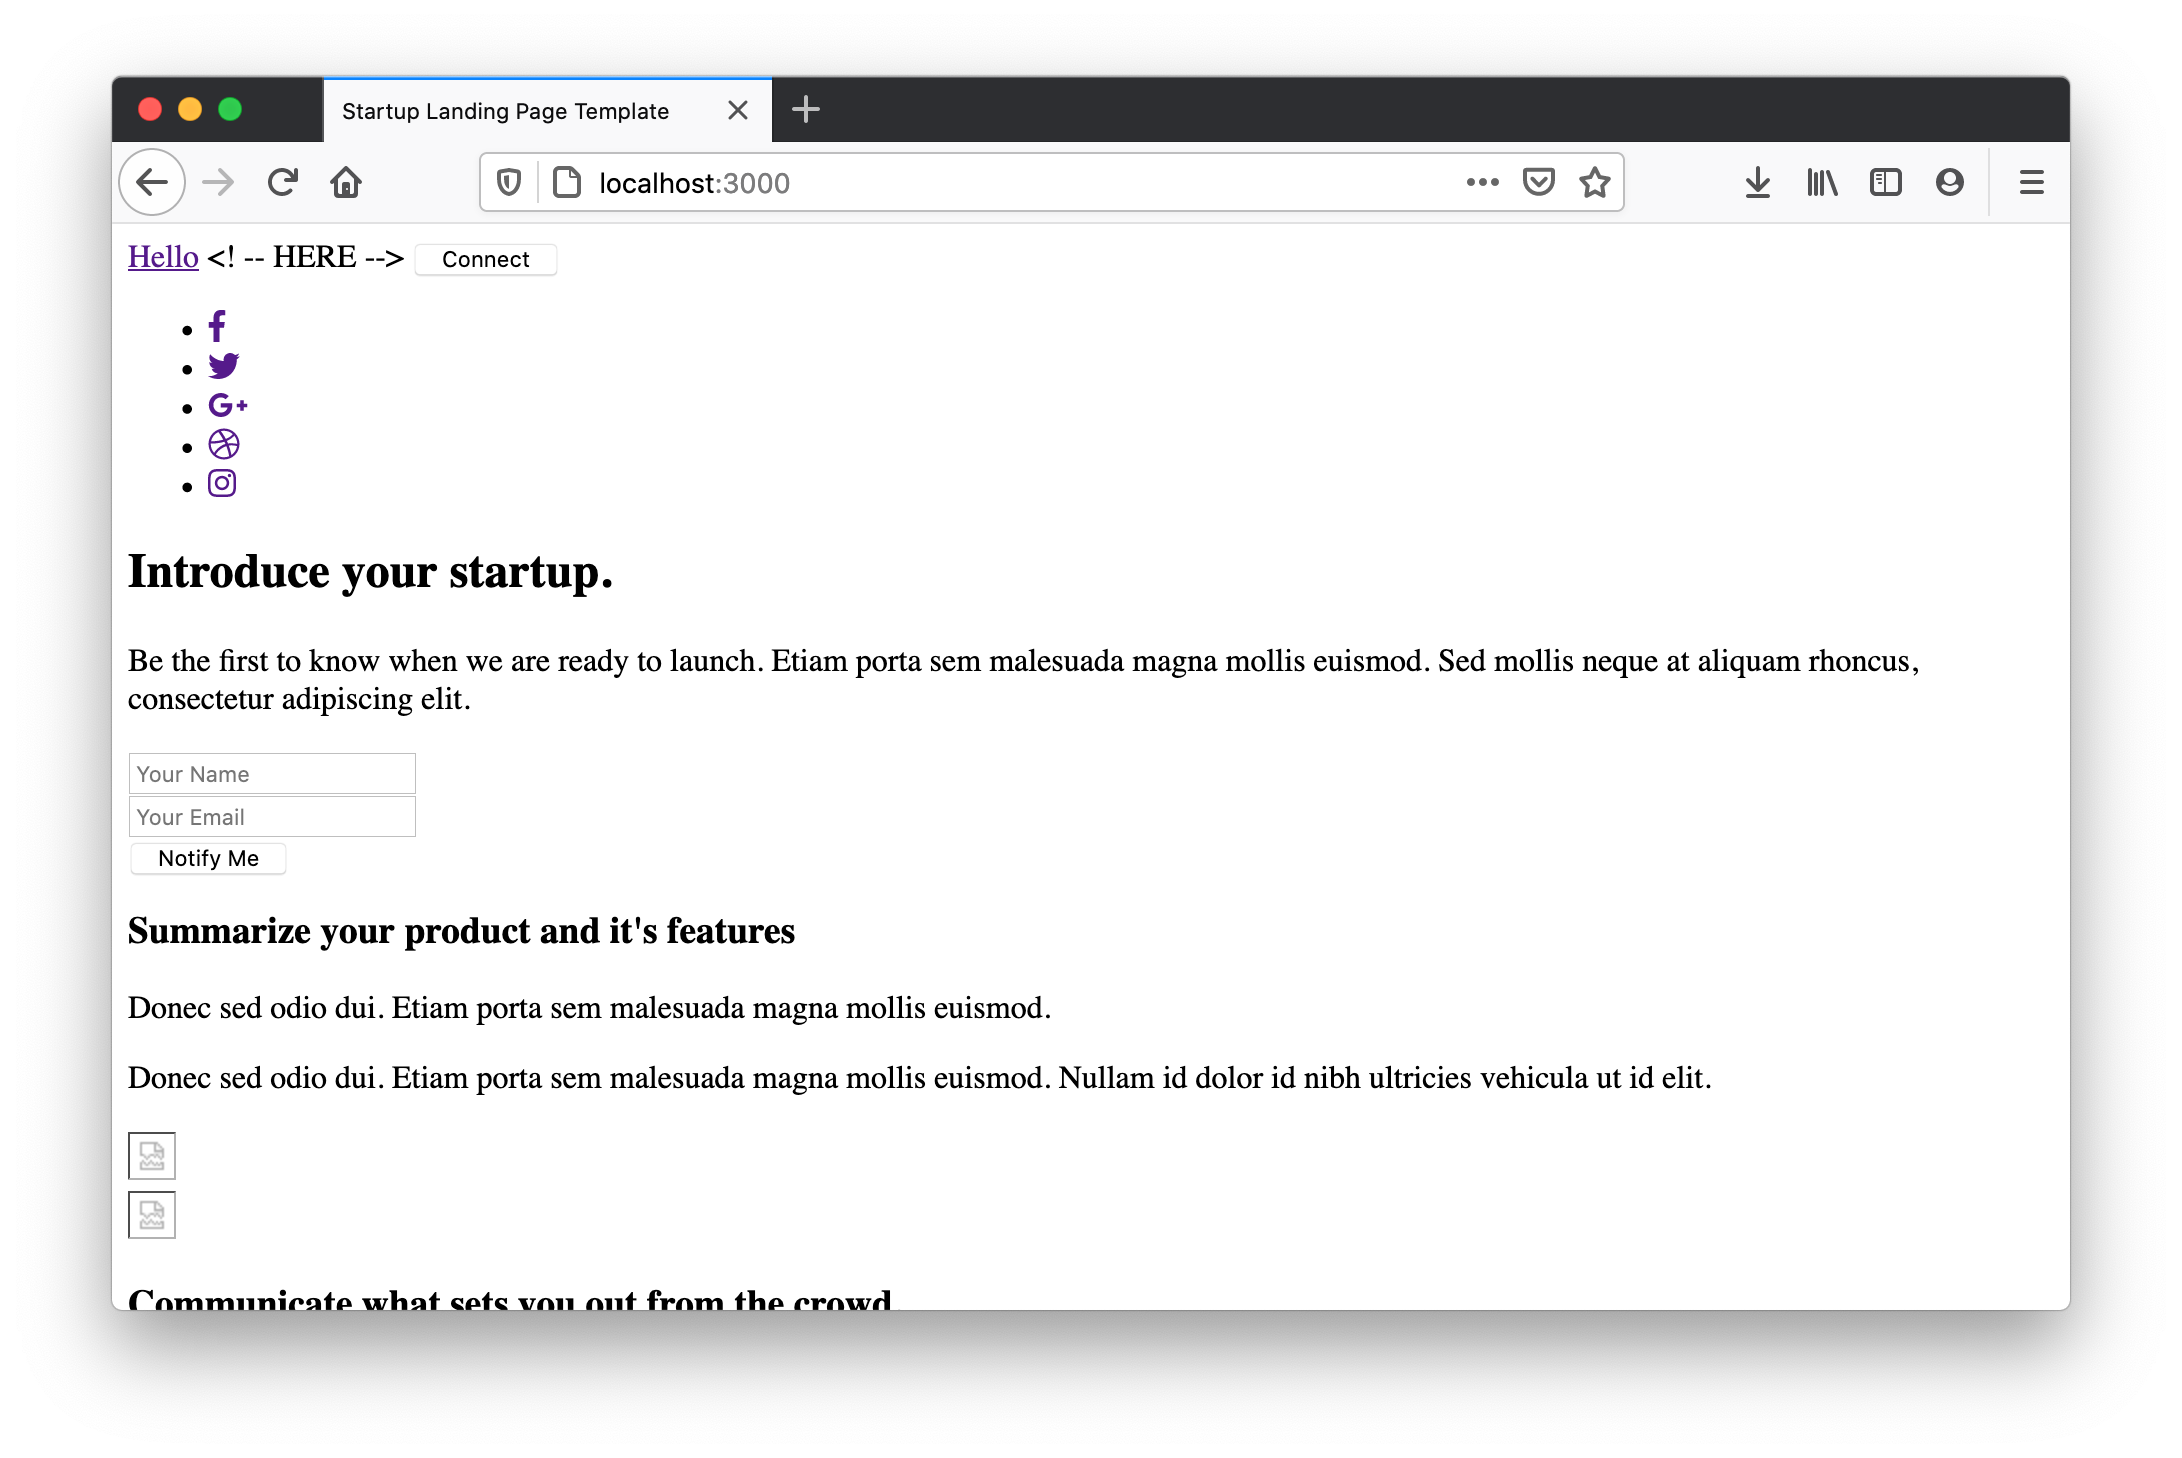 Startup Landing Page Template
localhost:3000
Hello <! -- HERE --> Connect
Introduce your startup.
Be the first to know when we are ready to launch. Etiam porta sem malesuada magna mollis euismod. Sed mollis neque at aliquam rhoncus,
consectetur adipiscing elit.
Your Name
Your Email
Notify Me
Summarize your product and it's features
Donec sed odio dui. Etiam porta sem malesuada magna mollis euismod.
Donec sed odio dui. Etiam porta sem malesuada magna mollis euismod. Nullam id dolor id nibh ultricies vehicula ut id elit.
Communicate what sets you out from the crowd.